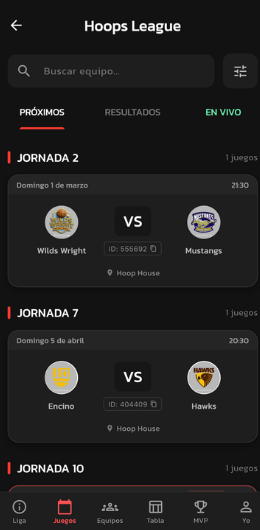 Hoops League
Buscar equipo...
PRÓXIMOS RESULTADOS EN VIVO
JORNADA 2 1 juegos
Domingo 1 de marzo 21:30
VS
Wilds Wright ID: 555692 Mustangs
Hoop House
JORNADA 7 1 juegos
Domingo 5 de abril 20:30
HAWKS
VS
Encino ID: 404409 Hawks
Hoop House
JORNADA 10 1 juegos
Liga Juegos Equipos Tabla MVP Yo